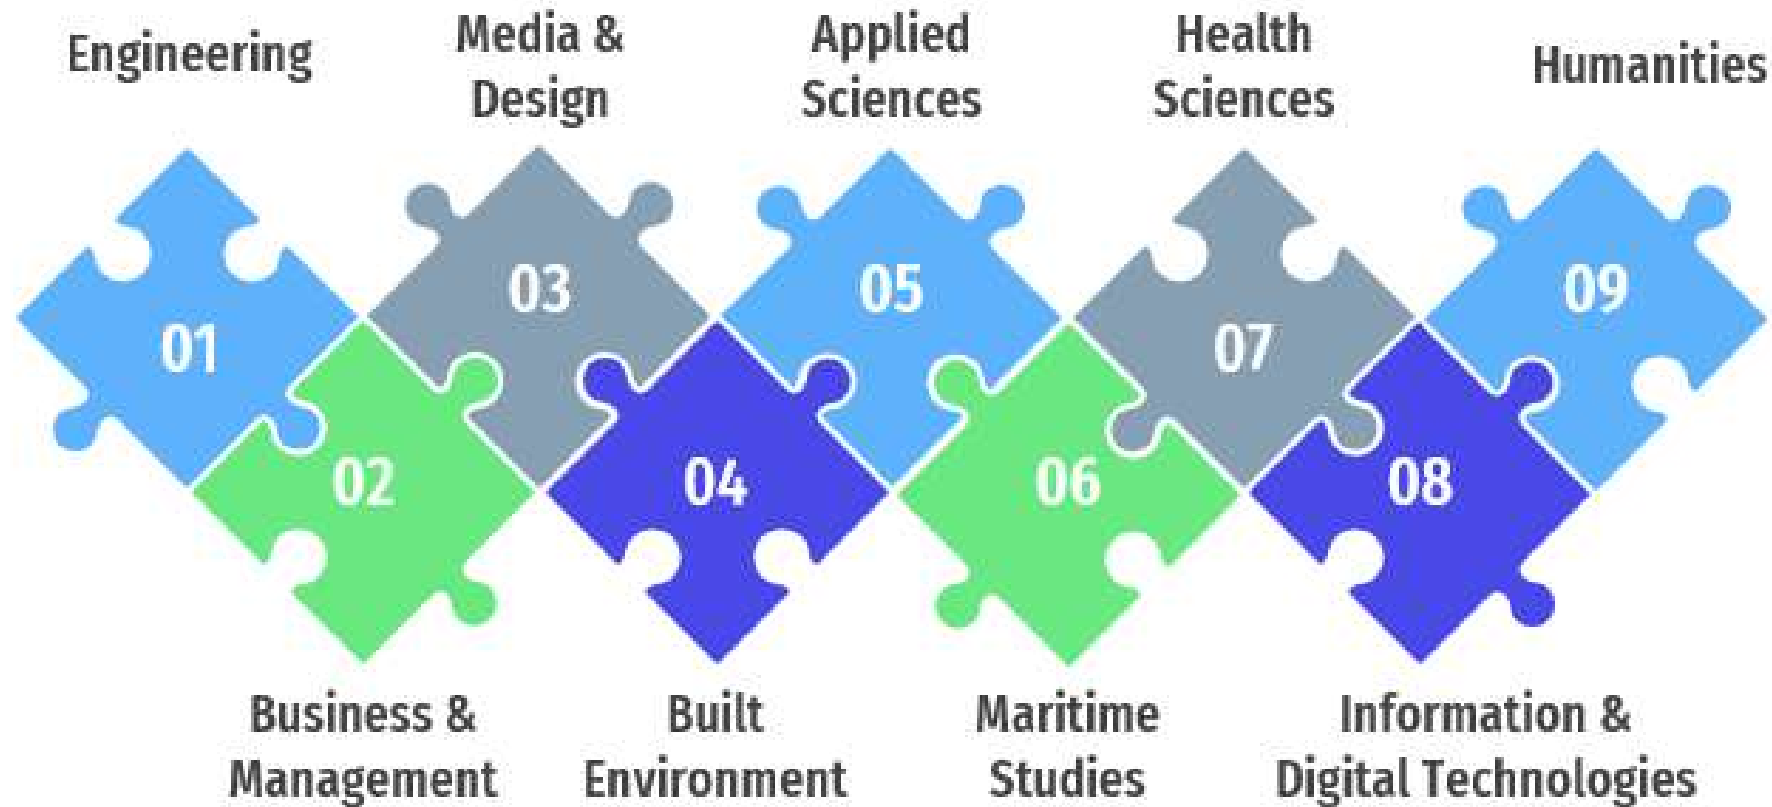 Engineering
Media &
Design
Applied
Sciences
Health
Sciences
Humanities
01
02
03
04
05
06
07
08
09
Business &
Management
Built
Environment
Maritime
Studies
Information &
Digital Technologies